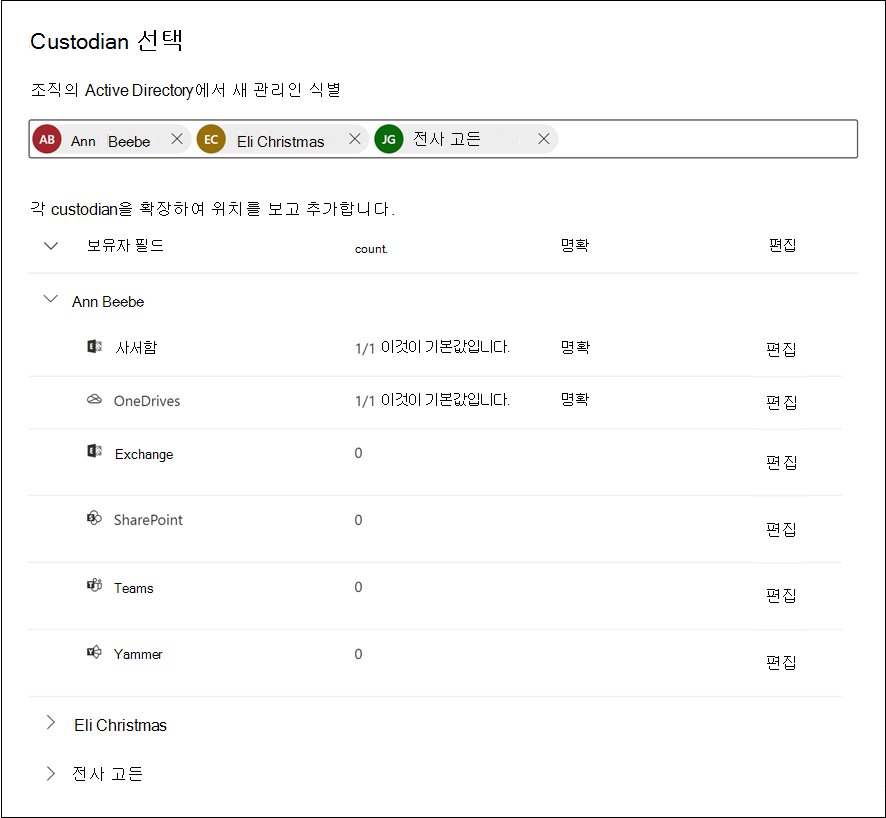 Custodian 선택
조직의 Active Directory에서 새 관리인 식별
AB Ann Beebe EC Eli Christmas JG 전사 고든
각 custodian을 확장하여 위치를 보고 추가합니다.
보유자 필드 count. 명확 편집
Ann Beebe
사서함 1/1 이것이 기본값입니다. 명확 편집
OneDrives 1/1 이것이 기본값입니다. 명확 편집
Exchange 0 편집
SharePoint 0 편집
Teams 0 편집
Yammer 0 편집
Eli Christmas
전사 고든